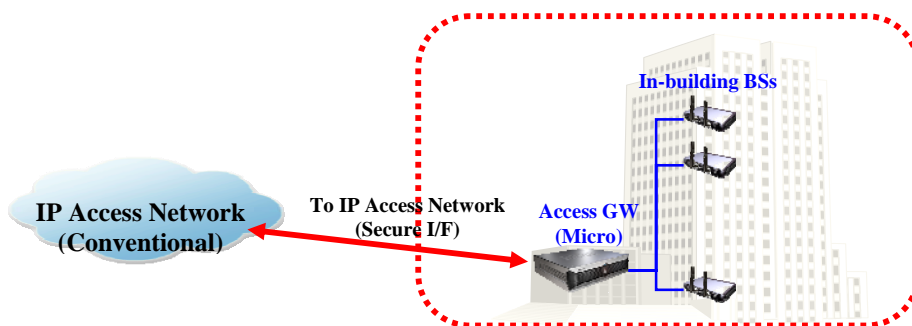 In-building BSs
IP Access Network
(Conventional)
To IP Access Network
(Secure I/F)
Access GW
(Micro)